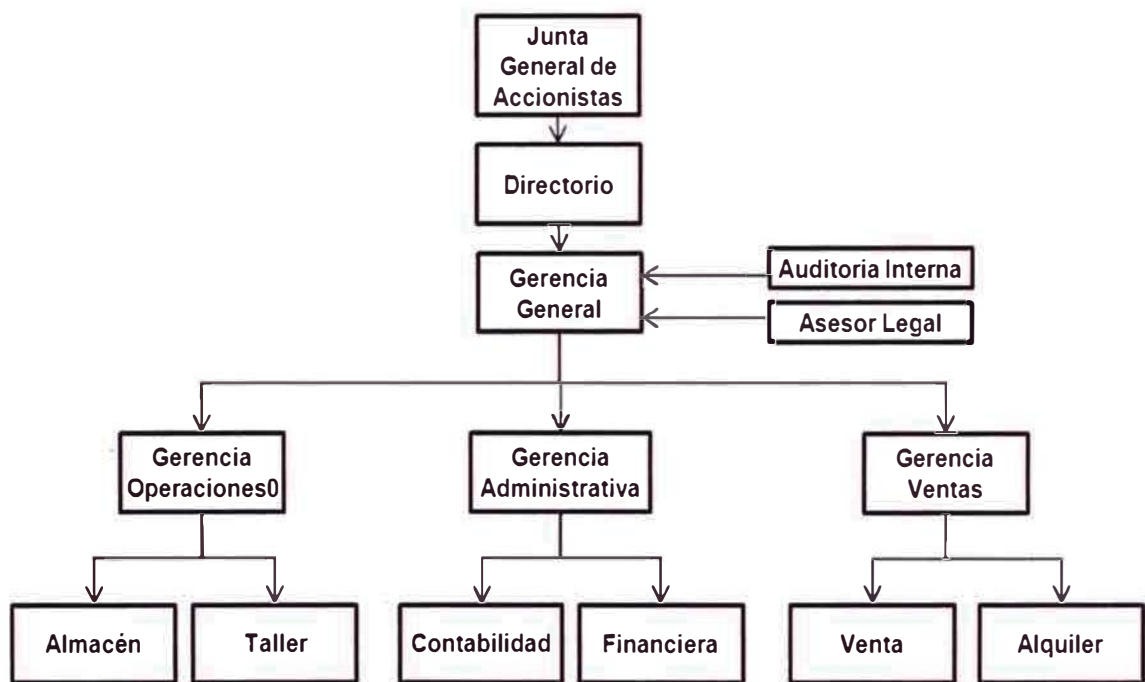 Junta
General de
Accionistas
Directorio
Gerencia
General
Auditoria Interna
Asesor Legal
Gerencia
Operaciones0
Gerencia
Administrativa
Gerencia
Ventas
Almacén
Taller
Contabilidad
Financiera
Venta
Alquiler